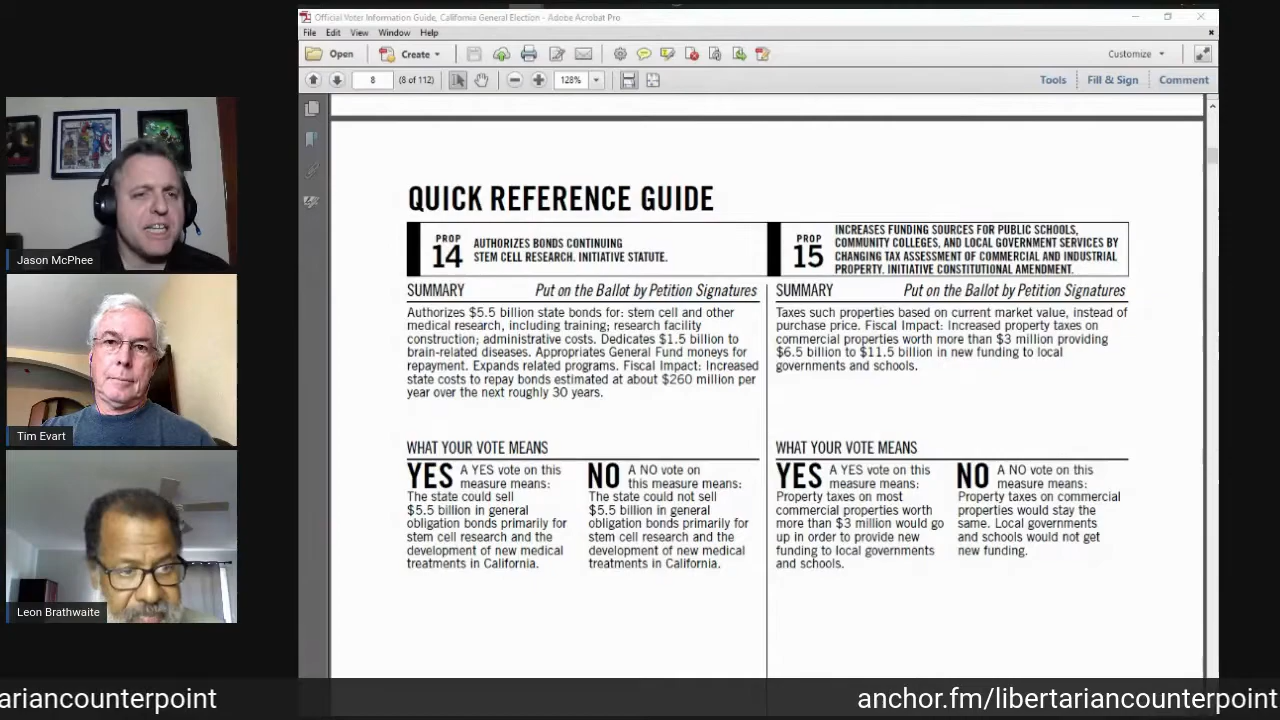 Official Voter Information Guide, California General Election - Adobe Acrobat Pro
File Edit View Window Help
Open Create Customize
8 (8 of 112) 128% Tools Fill & Sign Comment
Jason McPhee
Tim Evart
Leon Brathwaite
QUICK REFERENCE GUIDE
PROP
14
AUTHORIZES BONDS CONTINUING
STEM CELL RESEARCH. INITIATIVE STATUTE.
SUMMARY Put on the Ballot by Petition Signatures
Authorizes $5.5 billion state bonds for: stem cell and other
medical research, including training; research facility
construction; administrative costs. Dedicates $1.5 billion to
brain-related diseases. Appropriates General Fund moneys for
repayment. Expands related programs. Fiscal Impact: Increased
state costs to repay bonds estimated at about $260 million per
year over the next roughly 30 years.
WHAT YOUR VOTE MEANS
YES A YES vote on this
measure means:
The state could sell
$5.5 billion in general
obligation bonds primarily for
stem cell research and the
development of new medical
treatments in California.
NO A NO vote on
this measure means:
The state could not sell
$5.5 billion in general
obligation bonds primarily for
stem cell research and the
development of new medical
treatments in California.
PROP
15
INCREASES FUNDING SOURCES FOR PUBLIC SCHOOLS,
COMMUNITY COLLEGES, AND LOCAL GOVERNMENT SERVICES BY
CHANGING TAX ASSESSMENT OF COMMERCIAL AND INDUSTRIAL
PROPERTY. INITIATIVE CONSTITUTIONAL AMENDMENT.
SUMMARY Put on the Ballot by Petition Signatures
Taxes such properties based on current market value, instead of
purchase price. Fiscal Impact: Increased property taxes on
commercial properties worth more than $3 million providing
$6.5 billion to $11.5 billion in new funding to local
governments and schools.
WHAT YOUR VOTE MEANS
YES A YES vote on this
measure means:
Property taxes on most
commercial properties worth
more than $3 million would go
up in order to provide new
funding to local governments
and schools.
NO A NO vote on this
measure means:
Property taxes on commercial
properties would stay the
same. Local governments
and schools would not get
new funding.
ariancounterpoint anchor.fm/libertariancounterpoint